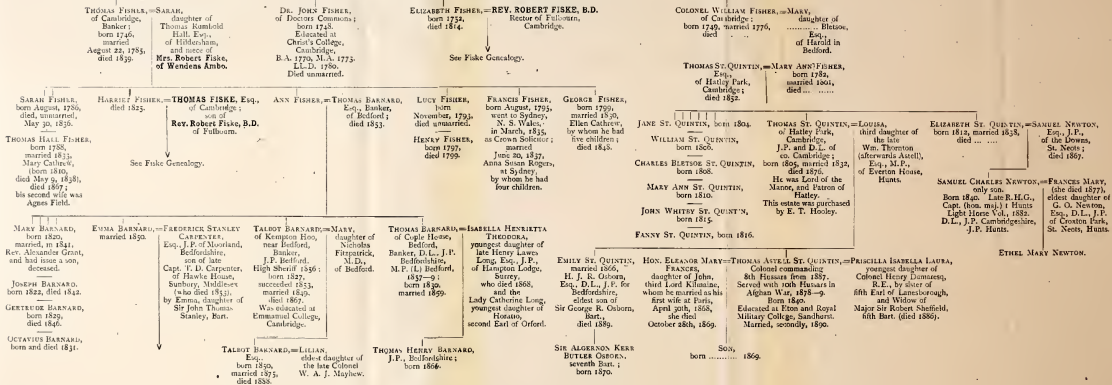 THOMAS FISHER,=SARAH,
of Cambridge,
Banker;
born 1746,
married
August 22, 1785,
died 1839.
daughter of
Thomas Rumbold
Hall, Esq.,
of Hildersham,
and niece of
Mrs. Robert Fiske,
of Wendens Ambo.
DR. JOHN FISHER,
of Doctors Commons;
born 1748.
Educated at
Christ's College,
Cambridge,
B.A. 1770, M.A. 1773.
LL.D. 1780.
Died unmarried.
ELIZABETH FISHER,=REV. ROBERT FISKE, B.D.
born 1752,
died 1814.
Rector of Fulbourn,
Cambridge.
See Fiske Genealogy.
COLONEL WILLIAM FISHER,=MARY,
of Cambridge;
born 1749, married 1776,
died
daughter of
.......... Bletsoe,
Esq.,
of Harold in
Bedford.
THOMAS ST. QUINTIN,=MARY ANN FISHER,
Esq.,
of Hatley Park,
Cambridge;
died 1852.
born 1782,
married 1801,
died......
SARAH FISHER,
born August, 1786,
died, unmarried,
May 30, 1856.
THOMAS HALL FISHER,
born 1788,
married 1833,
Mary Cathrew,
(born 1810,
died May 9, 1838),
died 1867;
his second wife was
Agnes Field.
HARRIET FISHER,=THOMAS FISKE, Esq.,
died 1825.
of Cambridge;
son of
Rev. Robert Fiske, B.D.
of Fulbourn.
See Fiske Genealogy.
ANN FISHER,=THOMAS BARNARD,
Esq., Banker,
of Bedford;
died 1853.
LUCY FISHER,
born
November, 1793,
died unmarried.
HENRY FISHER,
born 1797,
died 1799.
FRANCIS FISHER,
born August, 1795,
went to Sydney,
N. S. Wales,
in March, 1835,
as Crown Solicitor;
married
June 20, 1837,
Anna Susan Rogers,
at Sydney,
by whom he had
four children.
GEORGE FISHER,
born 1799,
married 1830,
Ellen Cathrew,
by whom he had
five children;
died 1848.
JANE ST. QUINTIN, born 1804.
WILLIAM ST. QUINTIN,
born 1806.
CHARLES BLETSOE ST. QUINTIN,
born 1808.
MARY ANN ST. QUINTIN,
born 1810.
JOHN WHITBY ST. QUINTIN,
born 1815.
FANNY ST. QUINTIN, born 1816.
THOMAS ST. QUINTIN,=LOUISA,
of Hatley Park,
Cambridge,
J.P. and D.L. of
co. Cambridge;
born 1805, married 1832,
died 1876.
He was Lord of the
Manor, and Patron of
Hatley.
This estate was purchased
by E. T. Hooley.
third daughter of
the late
Wm. Thornton
(afterwards Astell),
Esq., M.P.,
of Everton House,
Hunts.
ELIZABETH ST. QUINTIN,=SAMUEL NEWTON,
born 1812, married 1838,
died ... ......
Esq., J.P.,
of the Downs,
St. Neots;
died 1867.
SAMUEL CHARLES NEWTON,=FRANCES MARY,
only son.
Born 1840. Late R.H.G.,
Capt. (hon. maj.) 1 Hunts
Light Horse Vol., 1882.
D.L., J.P. Cambridgeshire,
J.P. Hunts.
(she died 1877),
eldest daughter of
G. O. Newton,
Esq., D.L., J.P.
of Croxton Park,
St. Neots, Hunts.
ETHEL MARY NEWTON.
MARY BARNARD,
born 1820,
married, in 1841,
Rev. Alexander Grant,
and had issue a son,
deceased.
JOSEPH BARNARD,
born 1822, died 1842.
GERTRUDE BARNARD,
born 1829,
died 1846.
OCTAVIUS BARNARD,
born and died 1831.
EMMA BARNARD,=FREDERICK STANLEY
married 1850.
CARPENTER,
Esq., J.P. of Moorland,
Bedfordshire,
son of
Capt. T. D. Carpenter,
of Hawke House,
Sunbury, Middlesex
(who died 1853),
by Emma, daughter of
Sir John Thomas
Stanley, Bart.
TALBOT BARNARD,=MARY,
of Kempton Hoo,
near Bedford,
Banker,
J.P. Bedford.
High Sheriff 1856;
born 1827,
succeeded 1853,
married 1849,
died 1867.
Was educated at
Emmanuel College,
Cambridge.
daughter of
Nicholas
Fitzpatrick,
M.D.,
of Bedford.
THOMAS BARNARD,=ISABELLA HENRIETTA
of Cople House,
Bedford,
Banker, D.L., J.P.
Bedfordshire,
M.P. (L) Bedford,
1857—9;
born 1830,
married 1859.
THEODORA,
youngest daughter of
late Henry Lawes
Long, Esq., J.P.,
of Hampton Lodge,
Surrey,
who died 1868,
and the
Lady Catherine Long,
youngest daughter of
Horatio,
second Earl of Orford.
TALBOT BARNARD,=LILIAN,
Esq.,
born 1850,
married 1875,
died 1888.
eldest daughter of
the late Colonel
W. A. J. Mayhew.
THOMAS HENRY BARNARD,
J.P., Bedfordshire;
born 1866.
EMILY ST. QUINTIN,
married 1866,
H. J. R. Osborn,
Esq., D.L., J.P. for
Bedfordshire,
eldest son of
Sir George R. Osborn,
Bart.,
died 1889.
SIR ALGERNON KERR
BUTLER OSBORN,
seventh Bart.;
born 1870.
HON. ELEANOR MARY=THOMAS ASTELL ST. QUINTIN,=PRISCILLA ISABELLA LAURA,
FRANCES,
daughter of John,
third Lord Kilmaine,
whom he married as his
first wife at Paris,
April 30th, 1868,
she died
October 28th, 1869.
Colonel commanding
8th Hussars from 1887.
Served with 10th Hussars in
Afghan War, 1878—9.
Born 1840.
Educated at Eton and Royal
Military College, Sandhurst.
Married, secondly, 1890.
youngest daughter of
Colonel Henry Dumaresq,
R.E., by sister of
fifth Earl of Lanesborough,
and Widow of
Major Sir Robert Sheffield,
fifth Bart. (died 1886).
SON,
born .......... 1869.